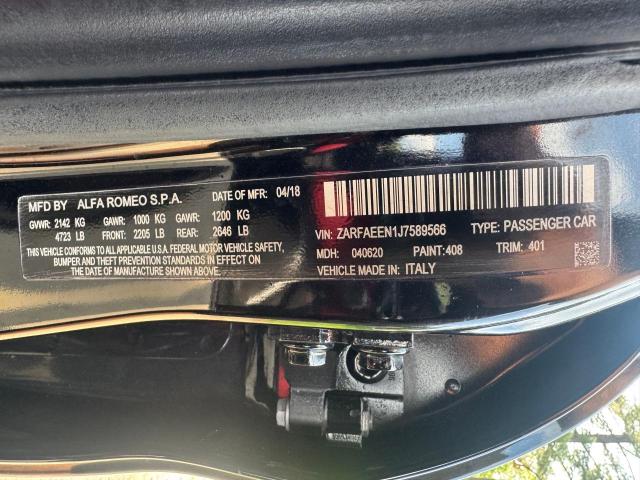 MFD BY ALFA ROMEO S.P.A. DATE OF MFR: 04/18
GVWR: 2142 KG GAWR: 1000 KG GAWR: 1200 KG
4723 LB FRONT: 2205 LB REAR: 2646 LB
THIS VEHICLE CONFORMS TO ALL APPLICABLE U.S.A. FEDERAL MOTOR VEHICLE SAFETY,
BUMPER AND THEFT PREVENTION STANDARDS IN EFFECT ON
THE DATE OF MANUFACTURE SHOWN ABOVE.
VIN: ZARFAEEN1J7589566 TYPE: PASSENGER CAR
MDH: 040620 PAINT: 408 TRIM: 401
VEHICLE MADE IN: ITALY